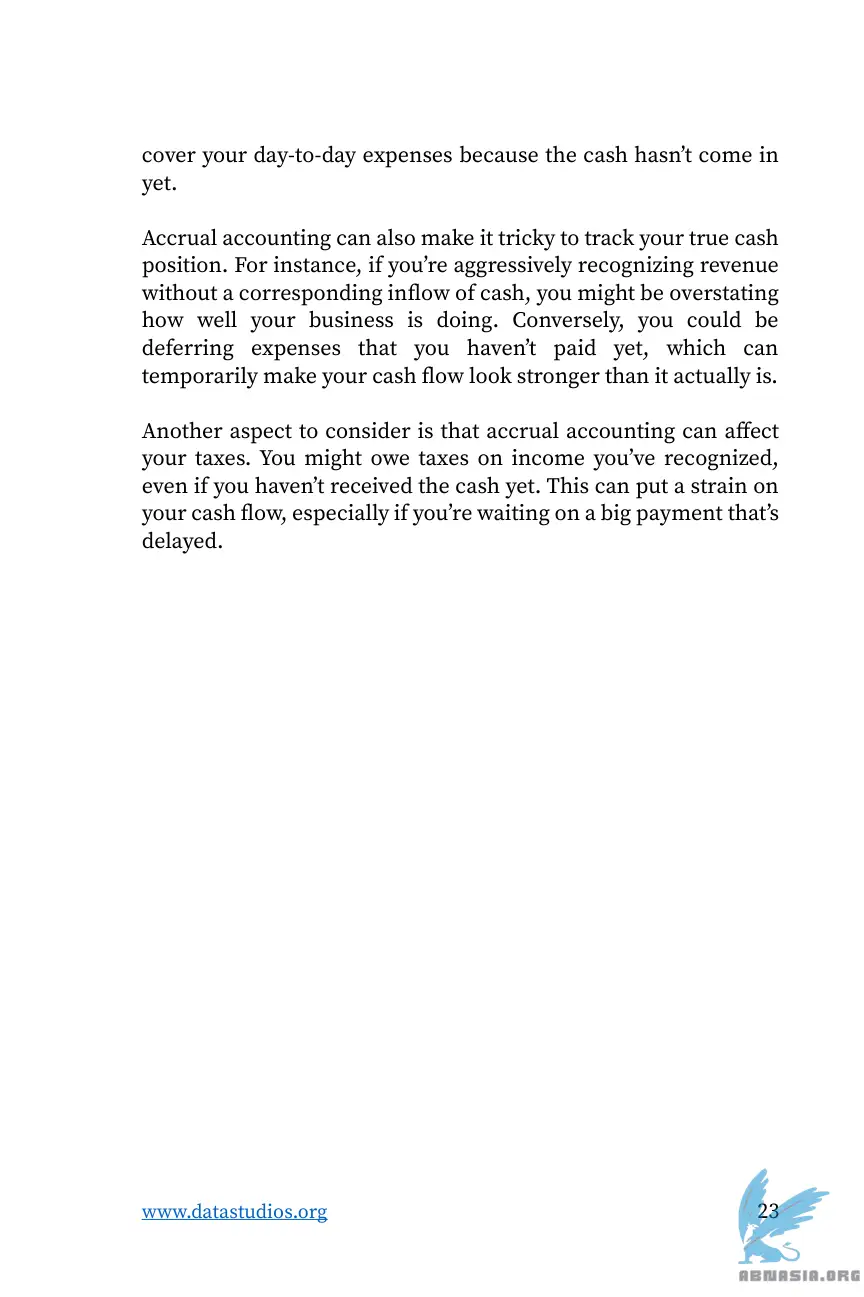 cover your day-to-day expenses because the cash hasn’t come in
yet.
Accrual accounting can also make it tricky to track your true cash
position. For instance, if you’re aggressively recognizing revenue
without a corresponding inflow of cash, you might be overstating
how well your business is doing. Conversely, you could be
deferring expenses that you haven’t paid yet, which can
temporarily make your cash flow look stronger than it actually is.
Another aspect to consider is that accrual accounting can affect
your taxes. You might owe taxes on income you’ve recognized,
even if you haven’t received the cash yet. This can put a strain on
your cash flow, especially if you’re waiting on a big payment that’s
delayed.
www.datastudios.org
23
ABNASIA.ORG